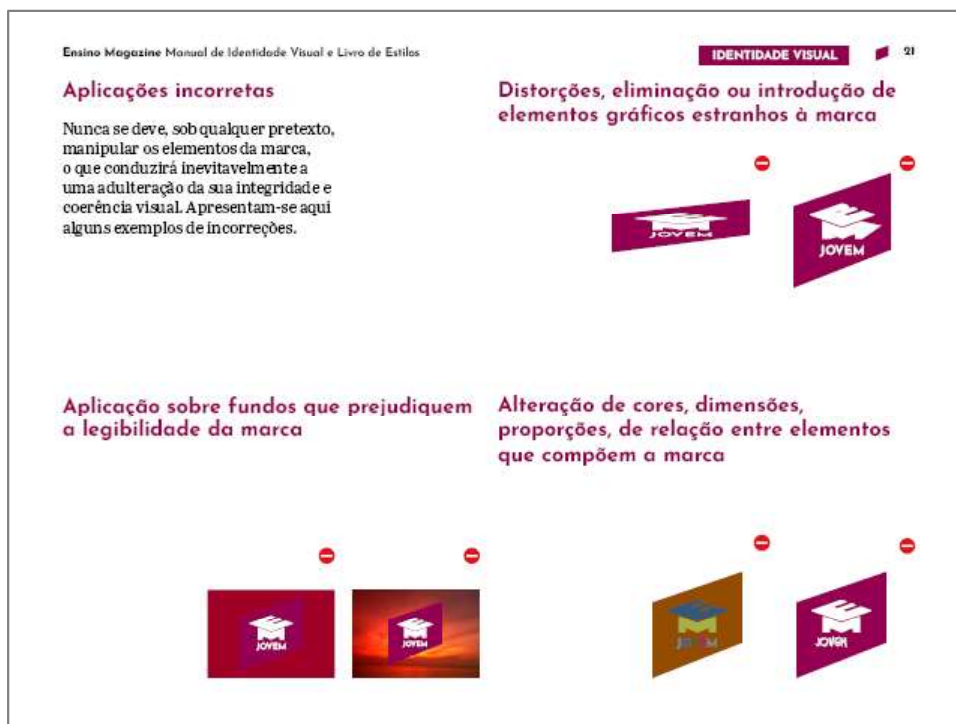 Ensino Magazine Manual de Identidade Visual e Livro de Estilos
IDENTIDADE VISUAL
21
Aplicações incorretas
Nunca se deve, sob qualquer pretexto,
manipular os elementos da marca,
o que conduzirá inevitavelmente a
uma adulteração da sua integridade e
coerência visual. Apresentam-se aqui
alguns exemplos de incorreções.
Distorções, eliminação ou introdução de
elementos gráficos estranhos à marca
JOVEM
JOVEM
Aplicação sobre fundos que prejudiquem
a legibilidade da marca
JOVEM
JOVEM
Alteração de cores, dimensões,
proporções, de relação entre elementos
que compõem a marca
JOVEM
JOVEM